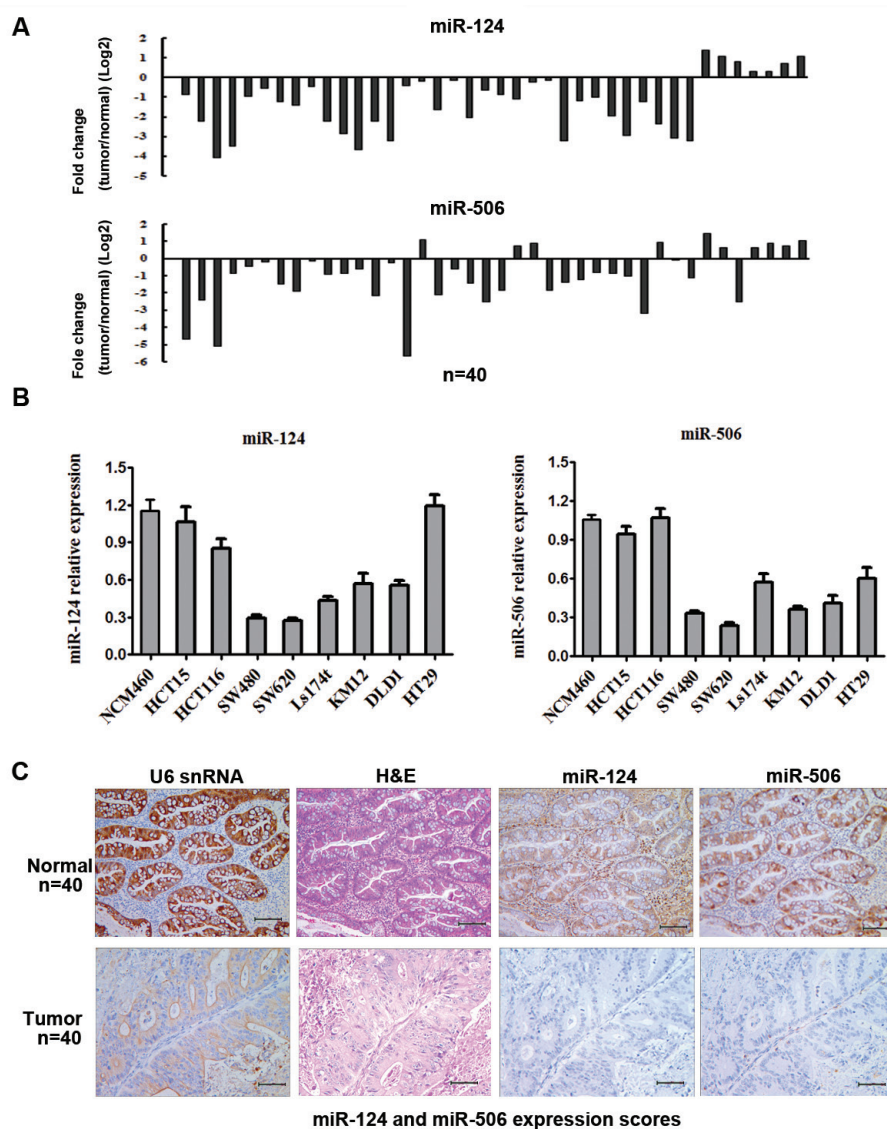 A
miR-124
Fold change
(tumor/normal) (Log2)
2
1
0
-1
-2
-3
-4
-5
miR-506
Fole change
(tumor/normal) (Log2)
2
1
0
-1
-2
-3
-4
-5
-6
n=40
B
miR-124
miR-124 relative expression
1.5
1.2
0.9
0.6
0.3
0.0
NCM460
HCT15
HCT116
SW480
SW620
Ls174t
KM12
DLD1
HT29
miR-506
miR-506 relative expression
1.5
1.2
0.9
0.6
0.3
0.0
NCM460
HCT15
HCT116
SW480
SW620
Ls174t
KM12
DLD1
HT29
C
U6 snRNA
H&E
miR-124
miR-506
Normal
n=40
Tumor
n=40
miR-124 and miR-506 expression scores